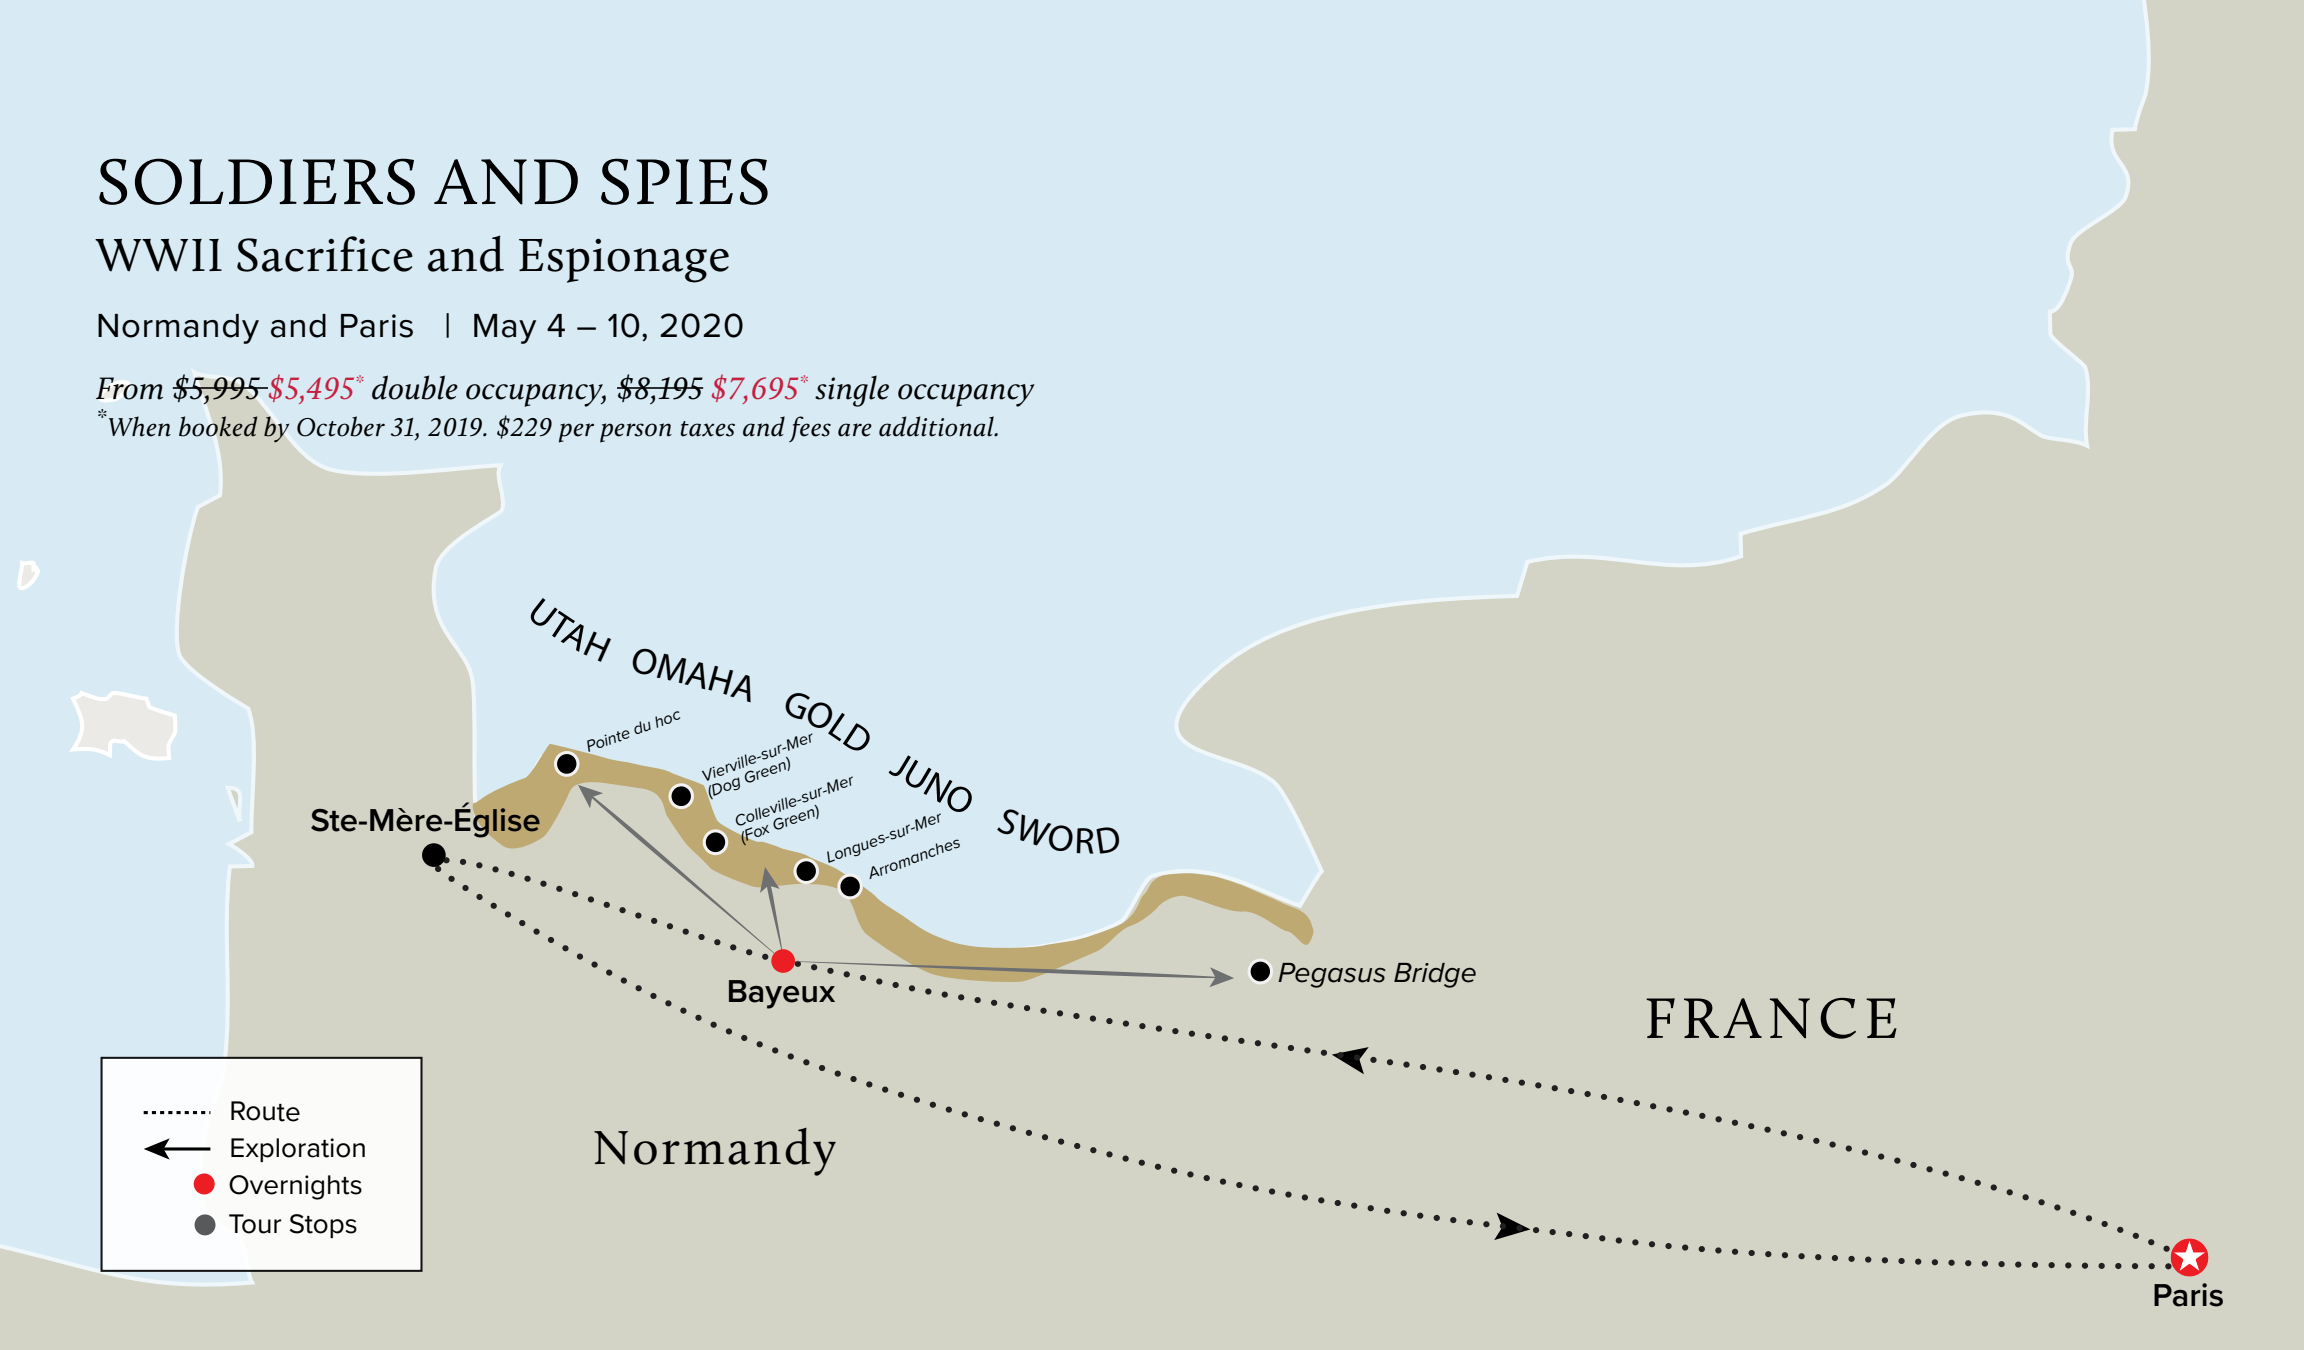 SOLDIERS AND SPIES
WWII Sacrifice and Espionage
Normandy and Paris | May 4 – 10, 2020
From $5,995 $5,495* double occupancy, $8,195 $7,695* single occupancy
*When booked by October 31, 2019. $229 per person taxes and fees are additional.
UTAH OMAHA GOLD JUNO SWORD
Pointe du hoc
Vierville-sur-Mer
(Dog Green)
Colleville-sur-Mer
(Fox Green)
Longues-sur-Mer
Arromanches
Ste-Mère-Église
Bayeux
Pegasus Bridge
FRANCE
Normandy
Paris
Route
Exploration
Overnights
Tour Stops